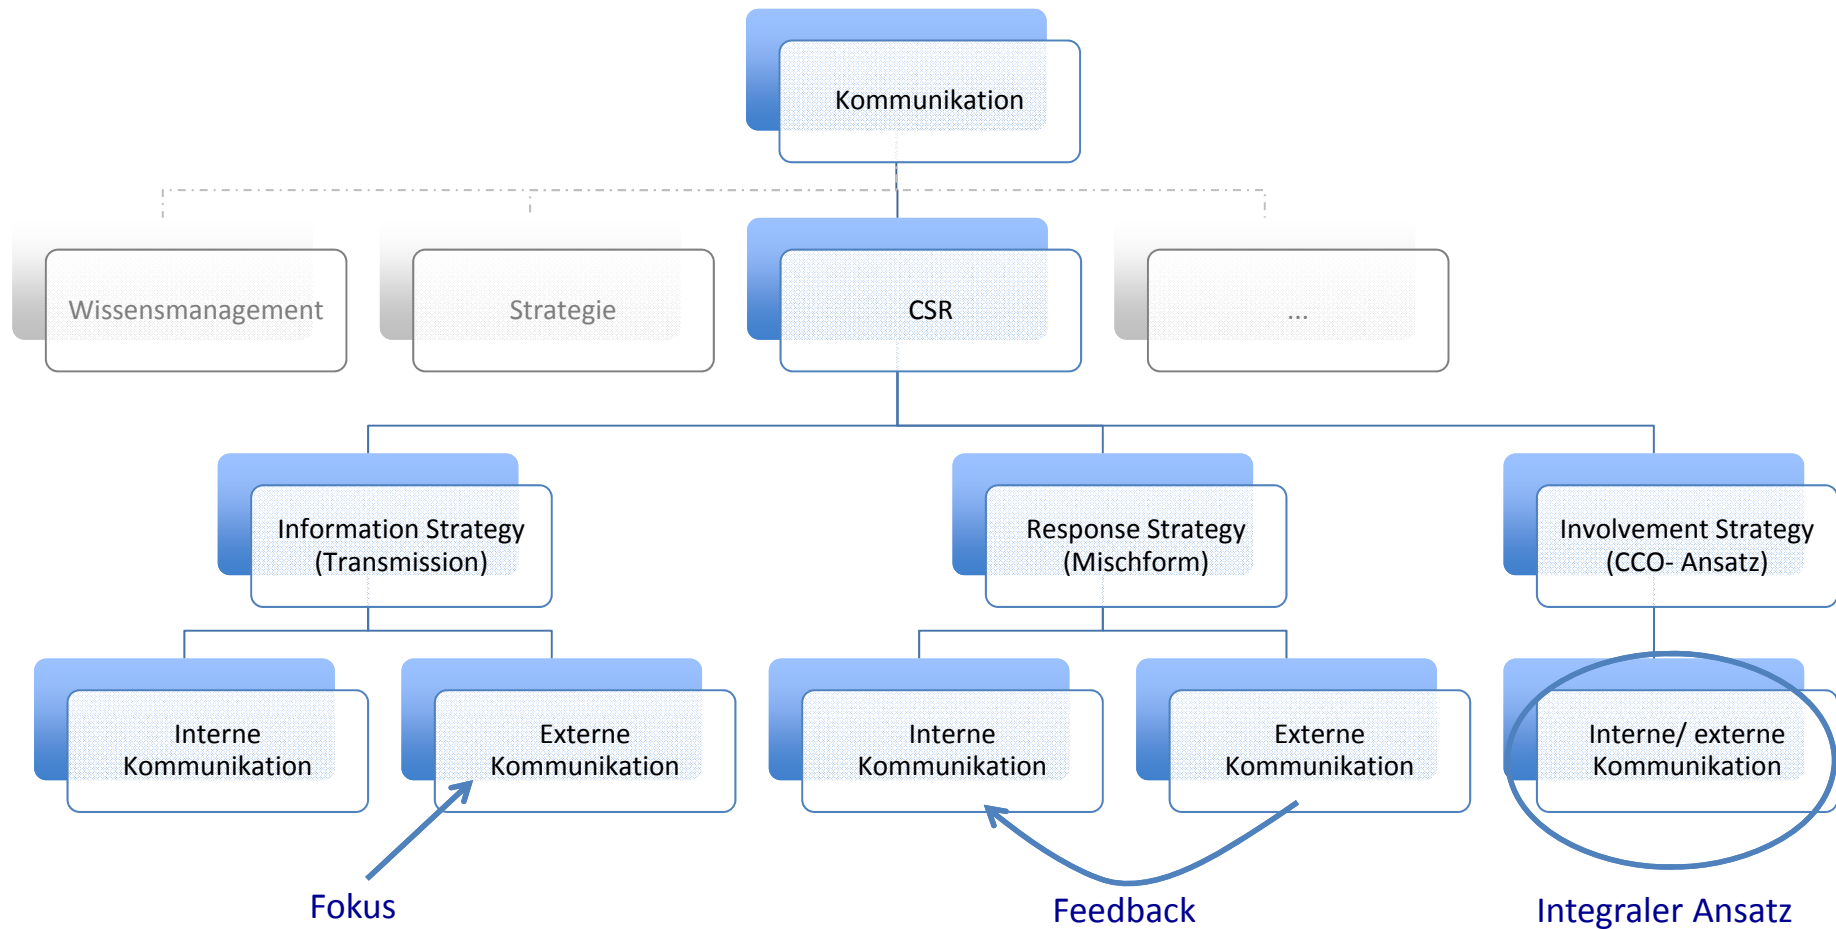 Kommunikation
Wissensmanagement
Strategie
CSR
...
Information Strategy
(Transmission)
Response Strategy
(Mischform)
Involvement Strategy
(CCO- Ansatz)
Interne
Kommunikation
Externe
Kommunikation
Interne
Kommunikation
Externe
Kommunikation
Interne/ externe
Kommunikation
Fokus
Feedback
Integraler Ansatz